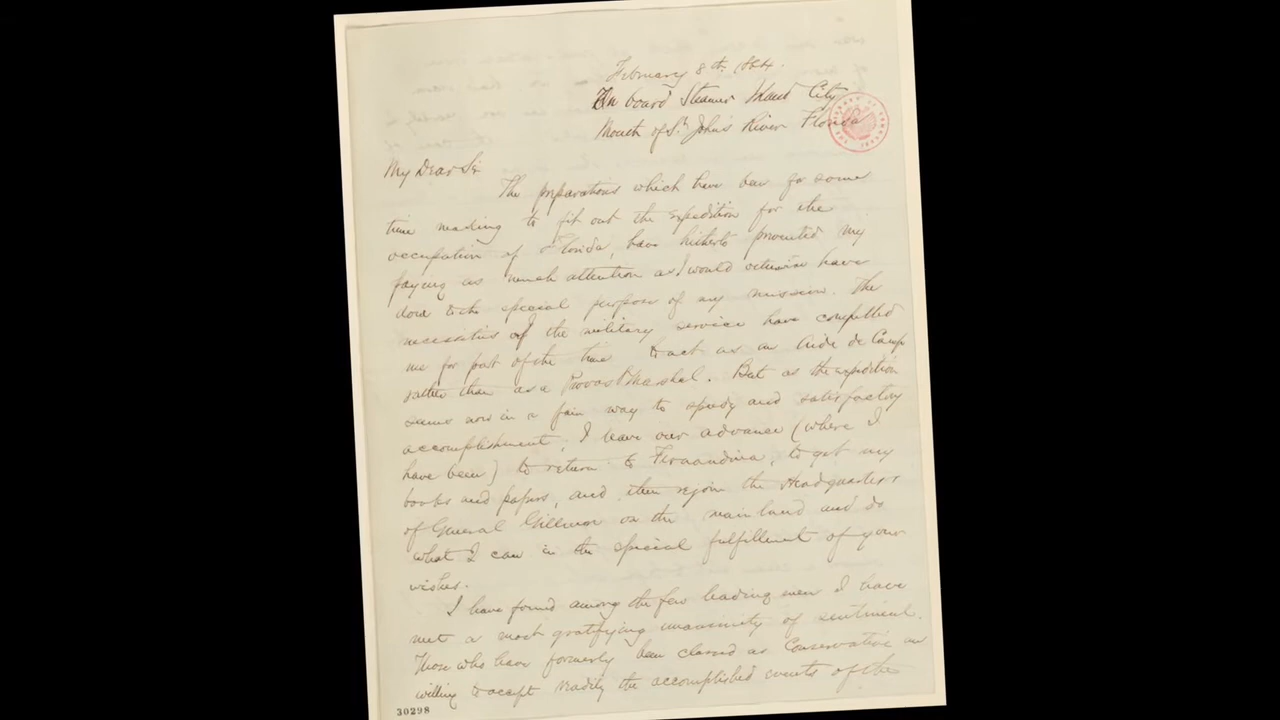 February 8th. 1864.
On board Steamer Island City
Mouth of St. John's River Florida
My Dear Sir
The preparations which have been for some
time making to fit out the expedition for the
occupation of Florida, have hitherto prevented my
paying as much attention as I would otherwise have
done to the special purpose of my mission. The
necessities of the military service have compelled
me for part of the time to act as an Aide de Camp
rather than as a Provost Marshal. But as the expedition
seems now in a fair way to speedy and satisfactory
accomplishment, I leave our advance (where I
have been) to return to Fernandina, to get my
books and papers, and then rejoin the Headquarters
of General Gillmore on the main land and do
what I can in the special fulfillment of your
wishes.
I have found among the few leading men I have
met a most gratifying unanimity of sentiment.
Those who have formerly been classed as Conservative are
willing to accept readily the accomplished events of the
30298